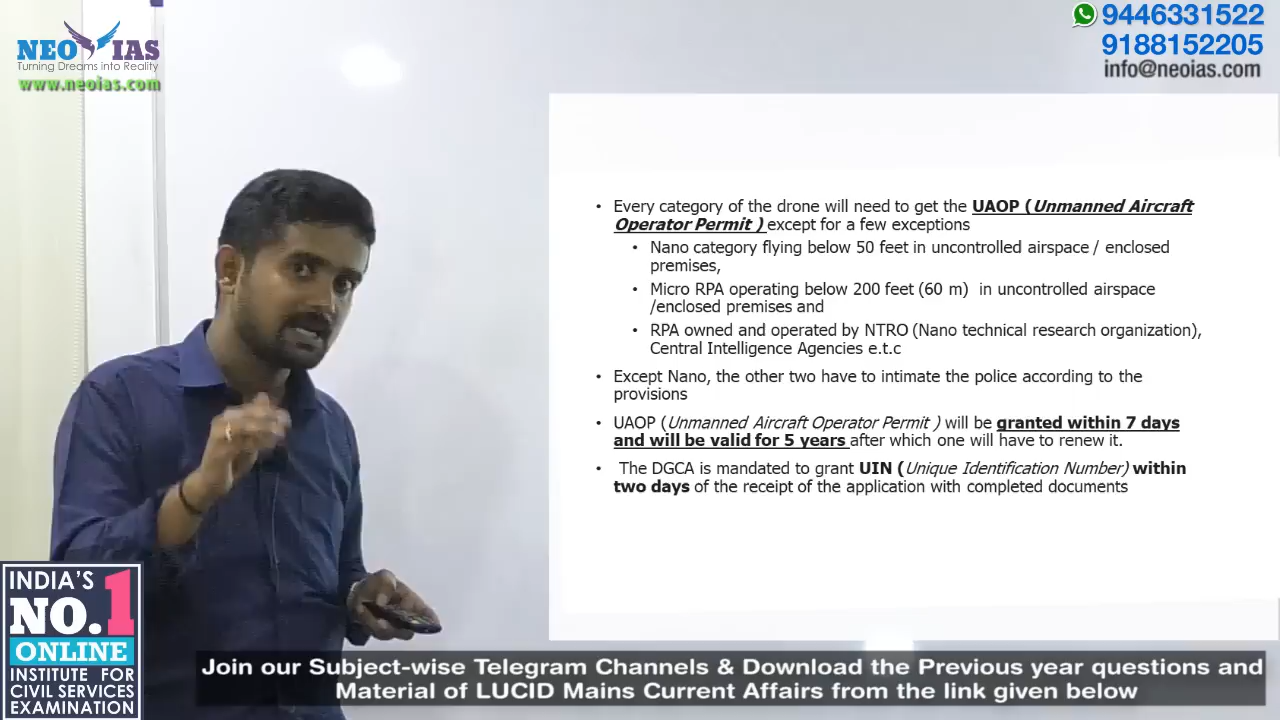 NEO IAS
Turning Dreams into Reality
www.neoias.com
9446331522
9188152205
info@neoias.com
• Every category of the drone will need to get the UAOP (Unmanned Aircraft
Operator Permit ) except for a few exceptions
• Nano category flying below 50 feet in uncontrolled airspace / enclosed
premises,
• Micro RPA operating below 200 feet (60 m) in uncontrolled airspace
/enclosed premises and
• RPA owned and operated by NTRO (Nano technical research organization),
Central Intelligence Agencies e.t.c
• Except Nano, the other two have to intimate the police according to the
provisions
• UAOP (Unmanned Aircraft Operator Permit ) will be granted within 7 days
and will be valid for 5 years after which one will have to renew it.
• The DGCA is mandated to grant UIN (Unique Identification Number) within
two days of the receipt of the application with completed documents
INDIA'S
NO.1
ONLINE
INSTITUTE FOR
CIVIL SERVICES
EXAMINATION
Join our Subject-wise Telegram Channels & Download the Previous year questions and
Material of LUCID Mains Current Affairs from the link given below